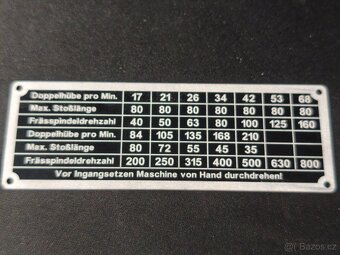 Doppelhübe pro Min. 17 21 26 34 42 53 68
Max. Stoßlänge 80 80 80 80 80 80 80
Frässpindeldrehzahl 40 50 63 80 100 125 160
Doppelhübe pro Min. 84 105 135 168 210
Max. Stoßlänge 80 72 55 45 35
Frässpindeldrehzahl 200 250 315 400 500 630 800
Vor Ingangsetzen Maschine von Hand durchdrehen!
Bazos.cz